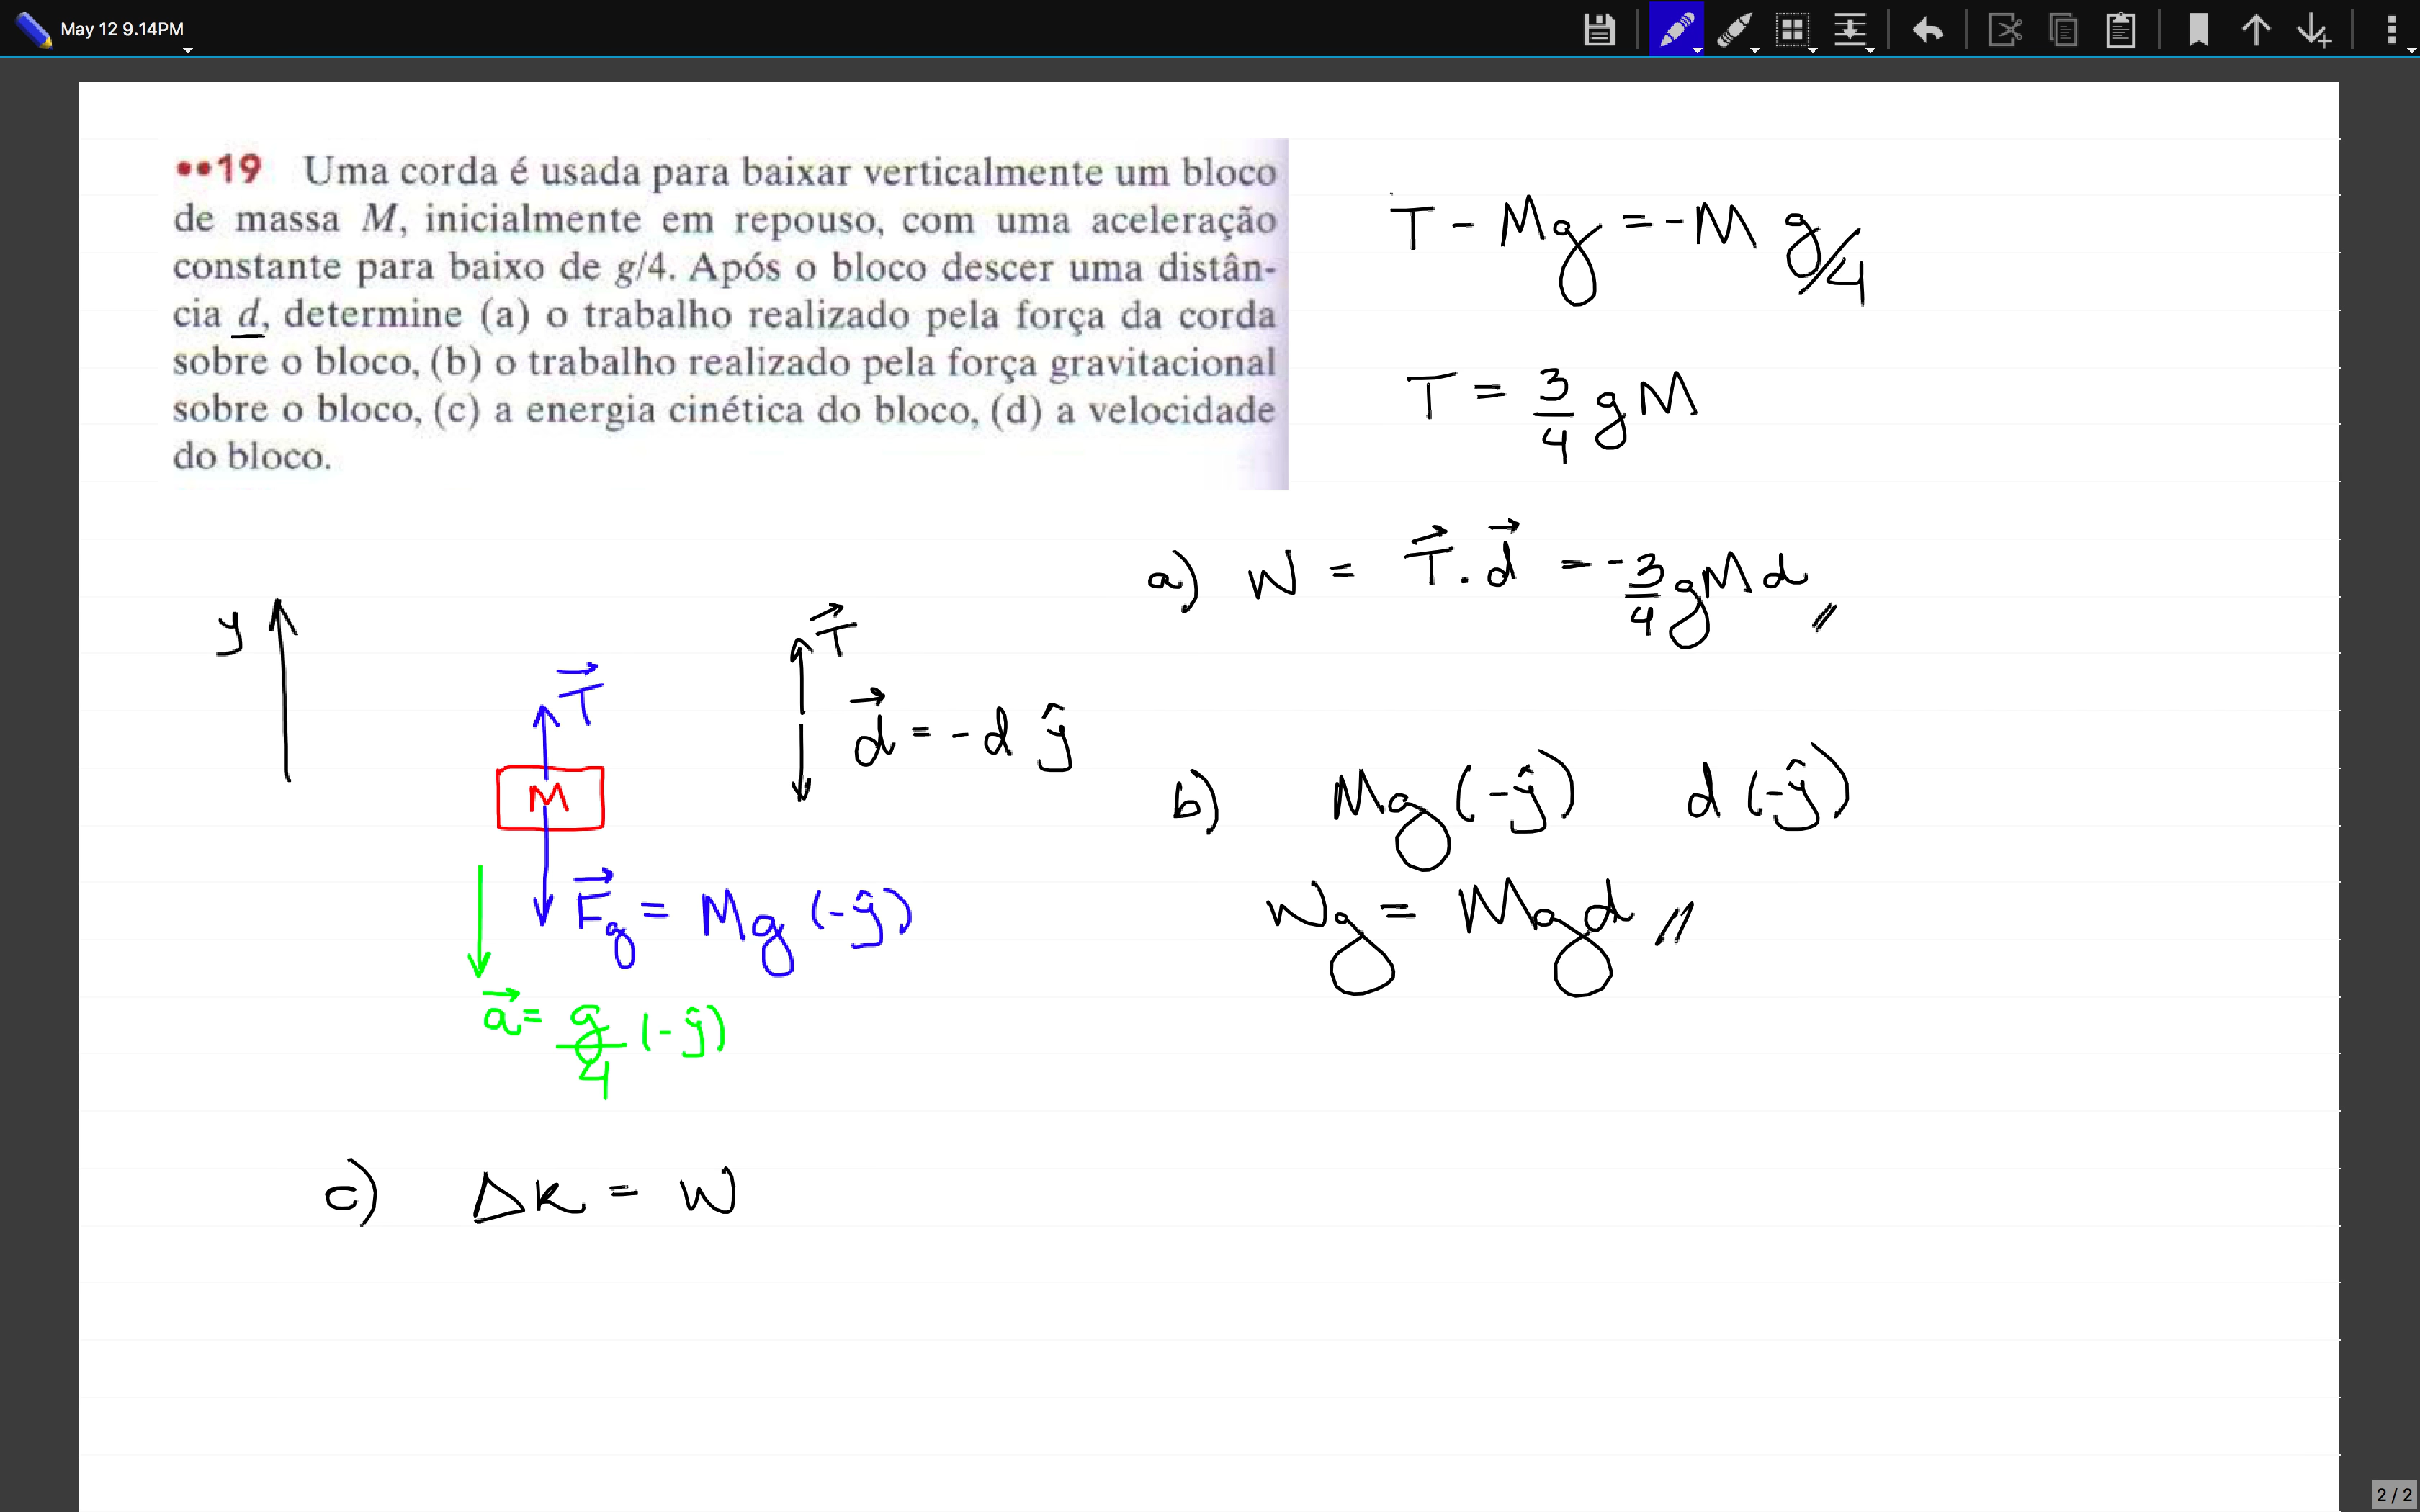 May 12 9.14PM
••19 Uma corda é usada para baixar verticalmente um bloco
de massa M, inicialmente em repouso, com uma aceleração
constante para baixo de g/4. Após o bloco descer uma distân-
cia d, determine (a) o trabalho realizado pela força da corda
sobre o bloco, (b) o trabalho realizado pela força gravitacional
sobre o bloco, (c) a energia cinética do bloco, (d) a velocidade
do bloco.
T - Mg = -M g/4
T = 3/4 gM
a) W = T⃗ . d⃗ = -3/4 gMd //
y
T⃗
M
F⃗g = Mg (-ŷ)
a⃗ = g/4 (-ŷ)
T⃗
d⃗ = -d ŷ
b) Mg (-ŷ) d (-ŷ)
Wg = Mgd //
c) ΔK = W
2 / 2